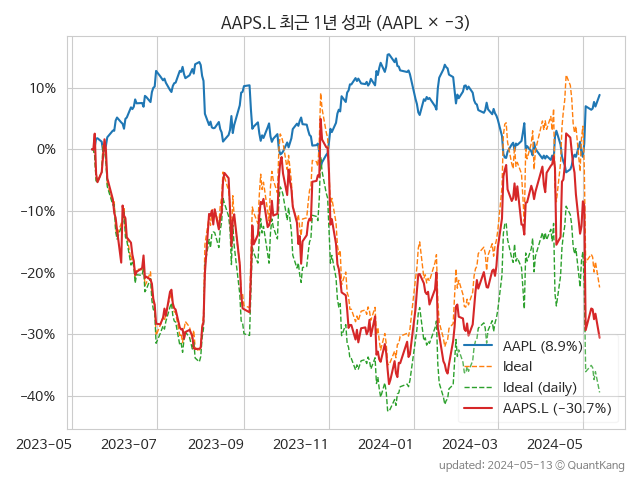 AAPS.L 최근 1년 성과 (AAPL × −3)
10%
0%
−10%
−20%
−30%
−40%
AAPL (8.9%)
Ideal
Ideal (daily)
AAPS.L (−30.7%)
2023-05
2023-07
2023-09
2023-11
2024-01
2024-03
2024-05
updated: 2024-05-13 © QuantKang